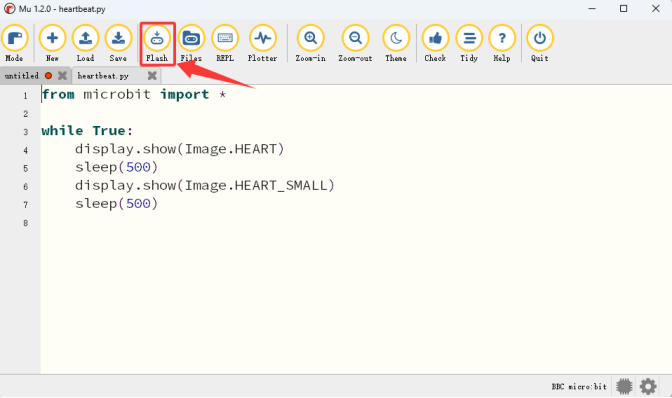 Mu 1.2.0 - heartbeat.py
Mode New Load Save Flash Files REPL Plotter Zoom-in Zoom-out Theme Check Tidy Help Quit
untitled heartbeat.py
1 from microbit import *
2
3 while True:
4     display.show(Image.HEART)
5     sleep(500)
6     display.show(Image.HEART_SMALL)
7     sleep(500)
8
BBC micro:bit